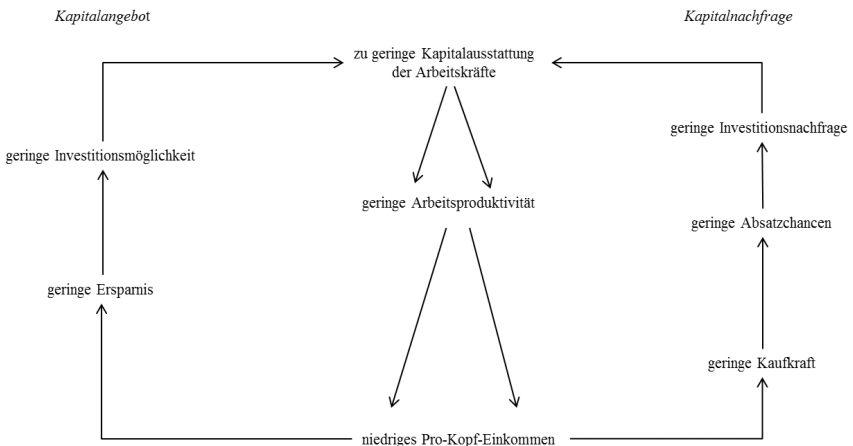 Kapitalangebot
Kapitalnachfrage
zu geringe Kapitalausstattung
der Arbeitskräfte
geringe Investitionsnachfrage
geringe Investitionsmöglichkeit
geringe Arbeitsproduktivität
geringe Absatzchancen
geringe Ersparnis
geringe Kaufkraft
niedriges Pro-Kopf-Einkommen